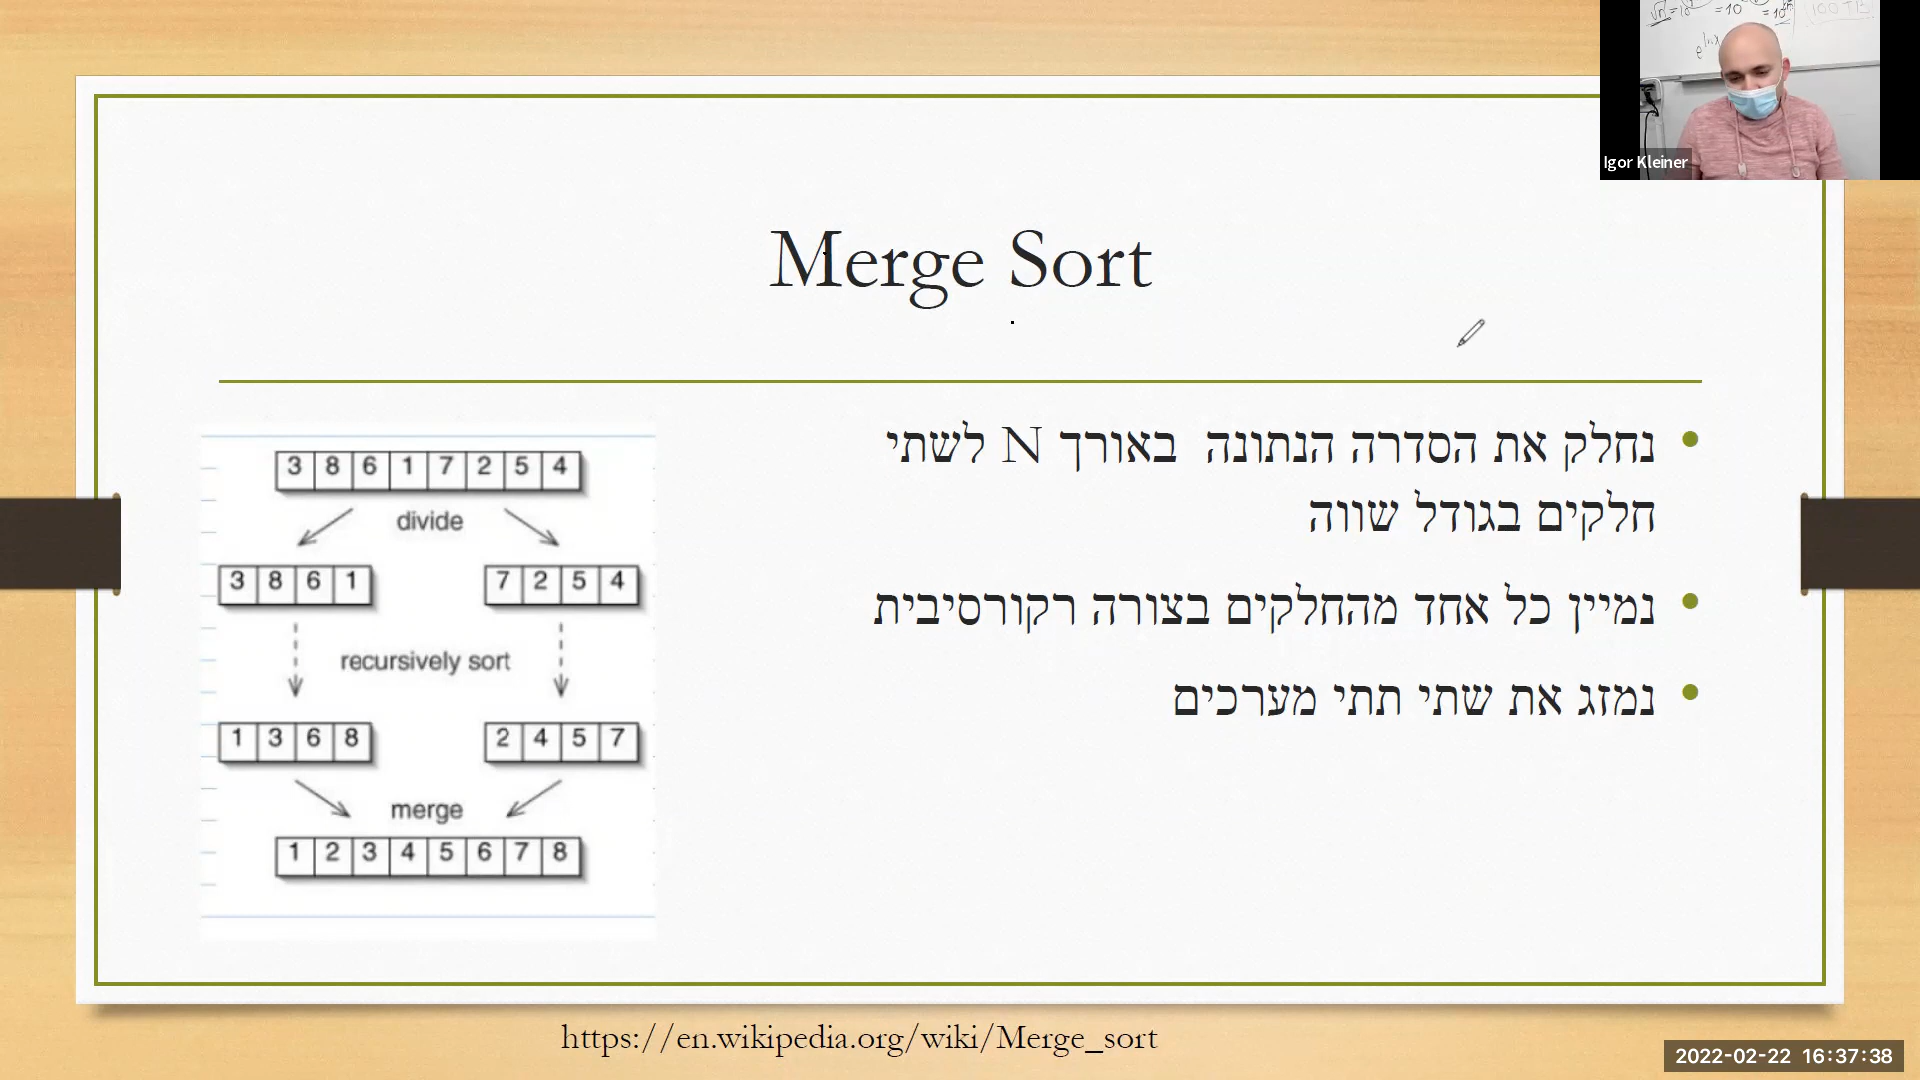 Igor Kleiner
Merge Sort
נחלק את הסדרה הנתונה באורך N לשתי
חלקים בגודל שווה
נמיין כל אחד מהחלקים בצורה רקורסיבית
נמזג את שתי תתי מערכים
3 8 6 1 7 2 5 4
divide
3 8 6 1
7 2 5 4
recursively sort
1 3 6 8
2 4 5 7
merge
1 2 3 4 5 6 7 8
https://en.wikipedia.org/wiki/Merge_sort
2022-02-22 16:37:38